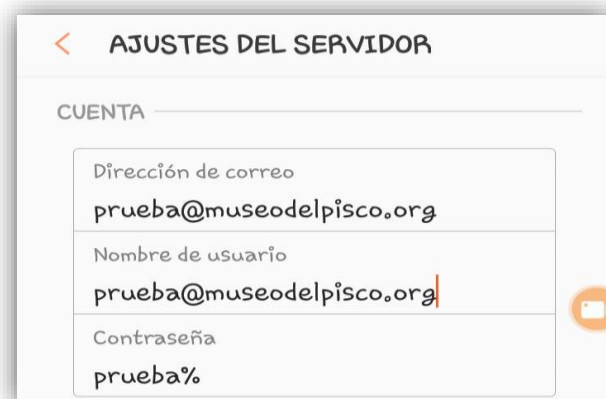 AJUSTES DEL SERVIDOR
CUENTA
Dirección de correo
prueba@museodelpisco.org
Nombre de usuario
prueba@museodelpisco.org
Contraseña
prueba%